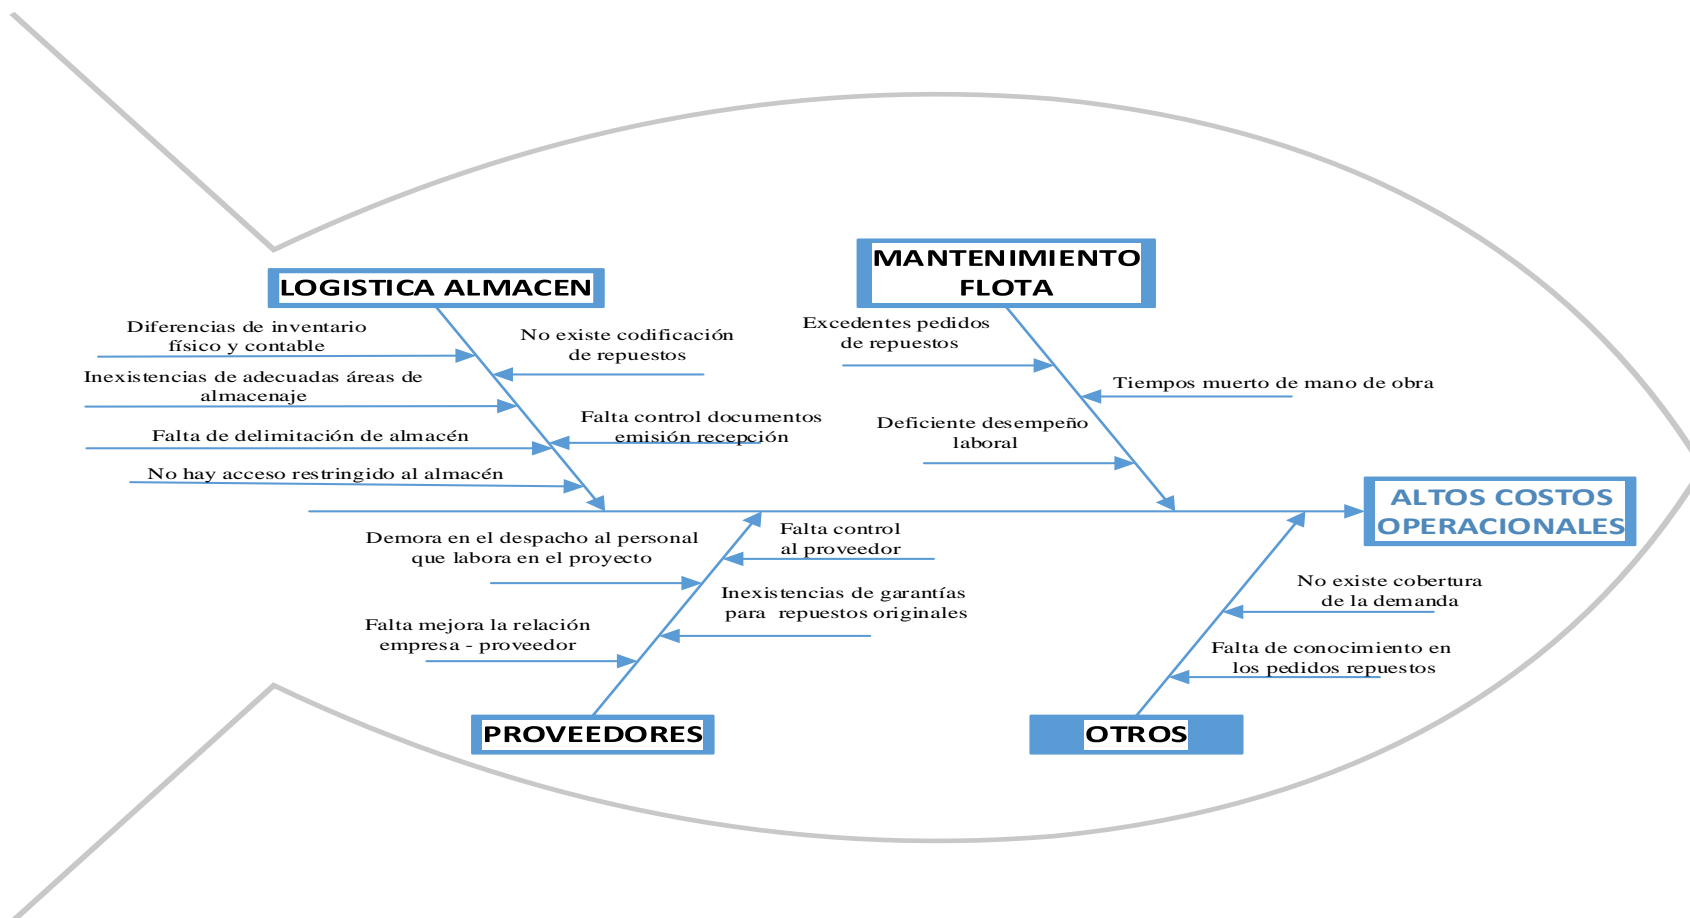 MANTENIMIENTO
FLOTA
LOGISTICA ALMACEN
Diferencias de inventario
físico y contable
No existe codificación
de repuestos
Inexistencias de adecuadas áreas de
almacenaje
Falta control documentos
emisión recepción
Falta de delimitación de almacén
No hay acceso restringido al almacén
Excedentes pedidos
de repuestos
Tiempos muerto de mano de obra
Deficiente desempeño
laboral
ALTOS COSTOS
OPERACIONALES
Demora en el despacho al personal
que labora en el proyecto
Falta control
al proveedor
Inexistencias de garantías
para repuestos originales
Falta mejora la relación
empresa - proveedor
No existe cobertura
de la demanda
Falta de conocimiento en
los pedidos repuestos
PROVEEDORES
OTROS